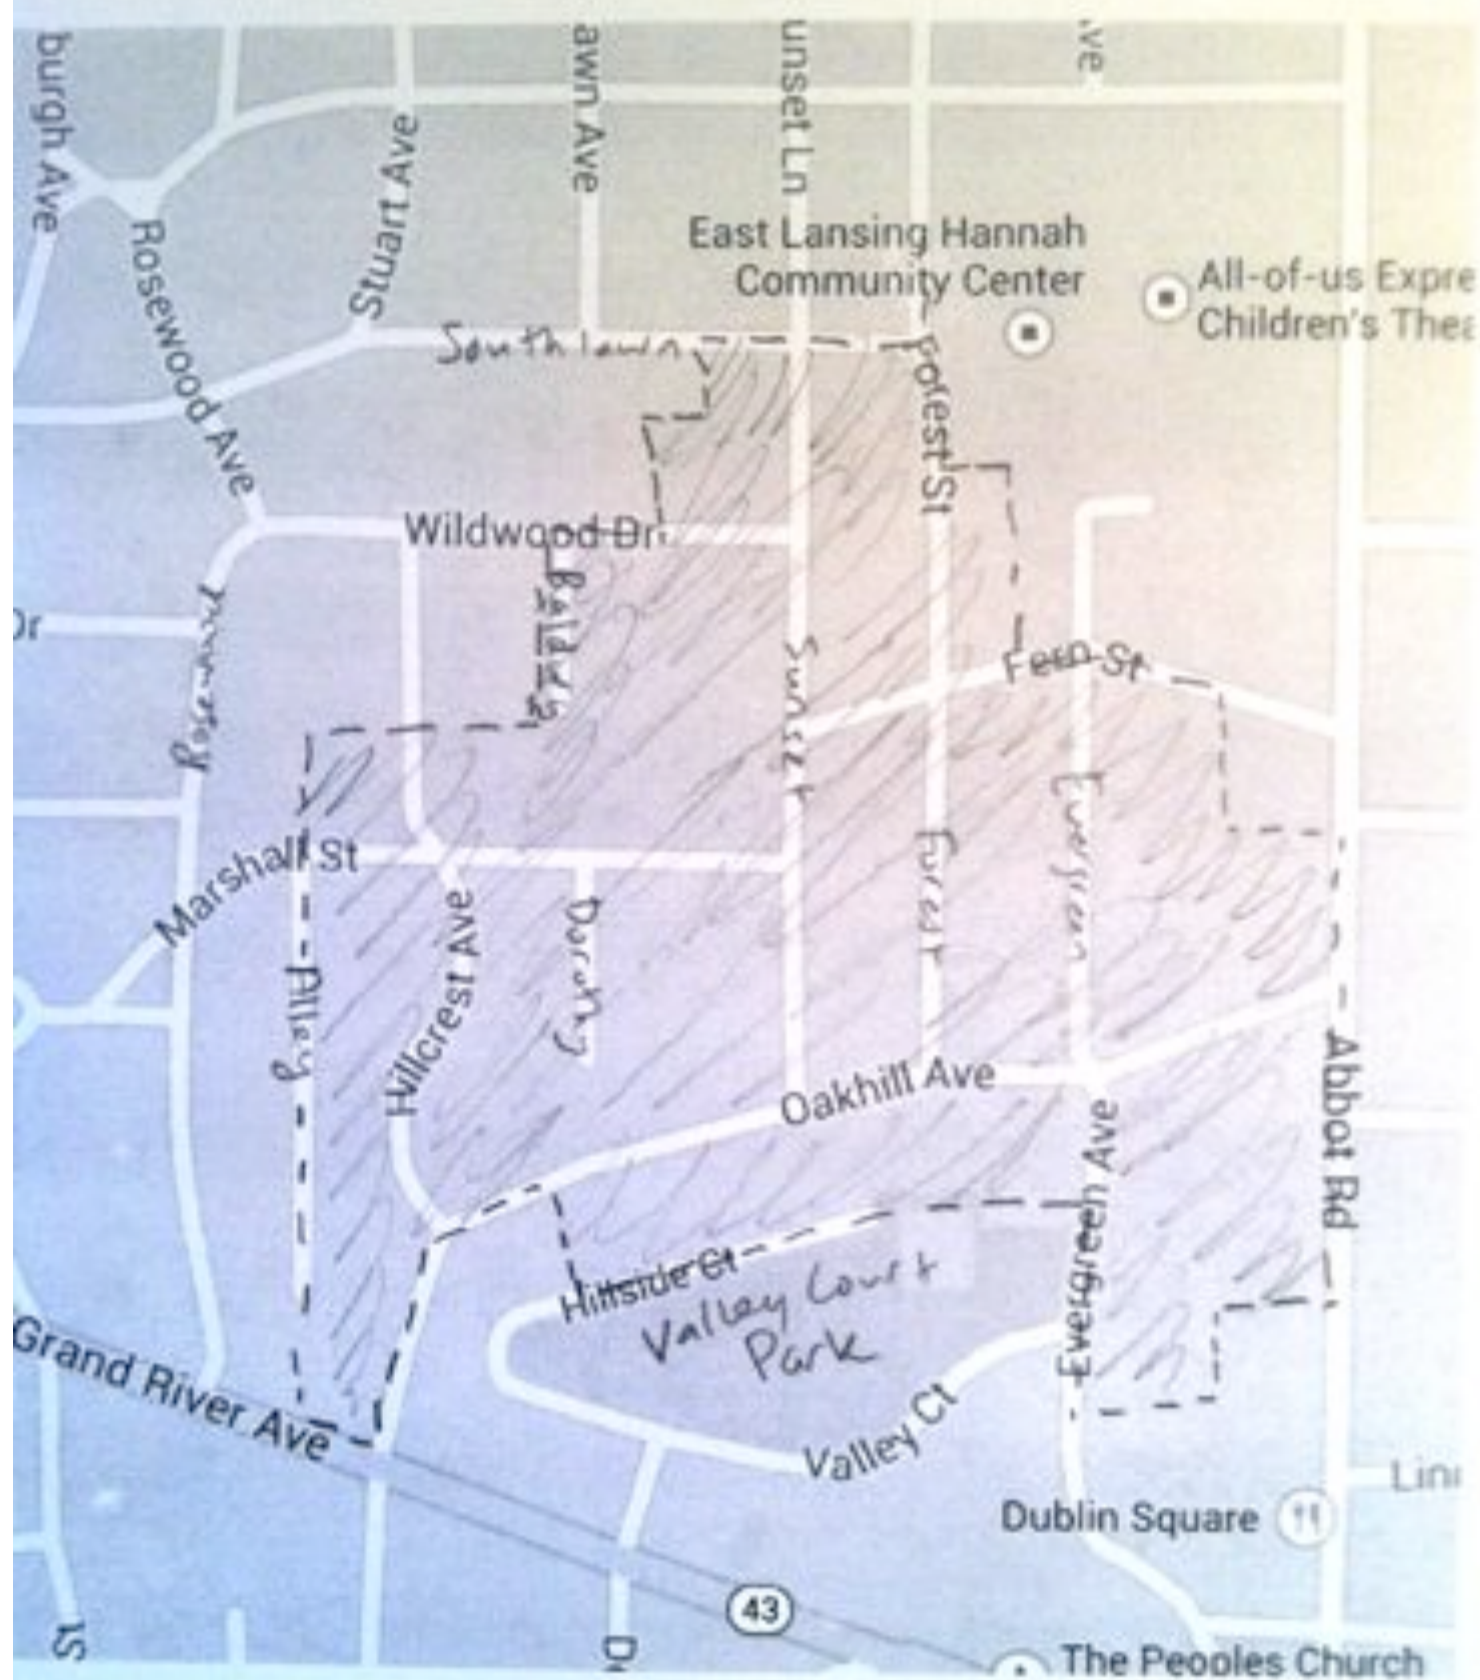 burgh Ave
Stuart Ave
awn Ave
unset Ln
ve
Rosewood Ave
East Lansing Hannah
Community Center
All-of-us Expre
Children's Thea
Southlawn
Forest St
Wildwood Dr
Dr
Fern St
Sunset
Evergreen
Forest
Marshall St
Alley
Hillcrest Ave
Durand
Oakhill Ave
Abbot Rd
Evergreen Ave
Hillside Ct
Valley Court
Park
Grand River Ave
Valley Ct
Lin
Dublin Square
43
D
St
The Peoples Church